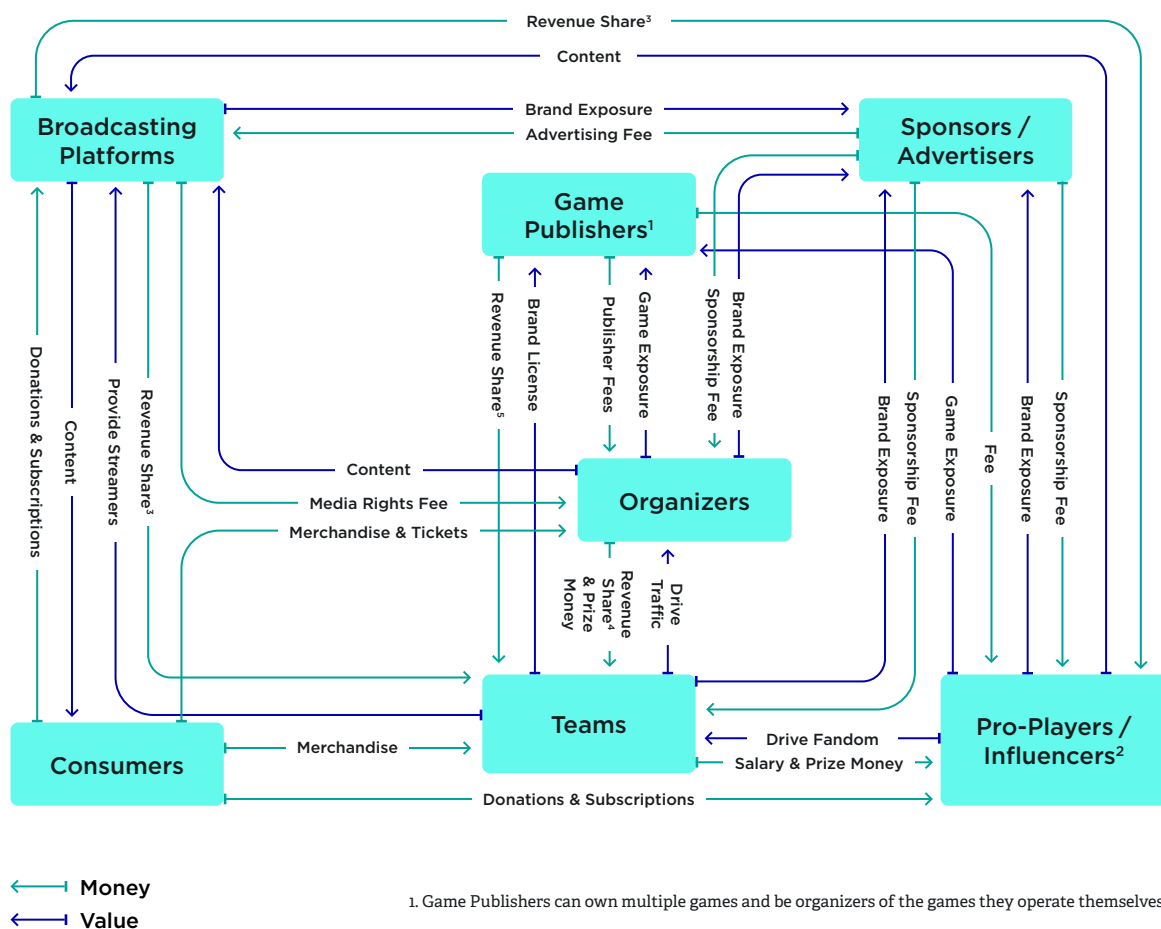 Revenue Share³
Content
Brand Exposure
Advertising Fee
Broadcasting
Platforms
Sponsors /
Advertisers
Game
Publishers¹
Donations & Subscriptions
Content
Provide Streamers
Revenue Share³
Revenue Share⁵
Brand License
Publisher Fees
Game Exposure
Sponsorship Fee
Brand Exposure
Brand Exposure
Sponsorship Fee
Game Exposure
Fee
Brand Exposure
Sponsorship Fee
Content
Media Rights Fee
Merchandise & Tickets
Organizers
Revenue
Share⁴
& Prize
Money
Drive
Traffic
Consumers
Merchandise
Teams
Drive Fandom
Salary & Prize Money
Pro-Players /
Influencers²
Donations & Subscriptions
Money
Value
1. Game Publishers can own multiple games and be organizers of the games they operate themselves